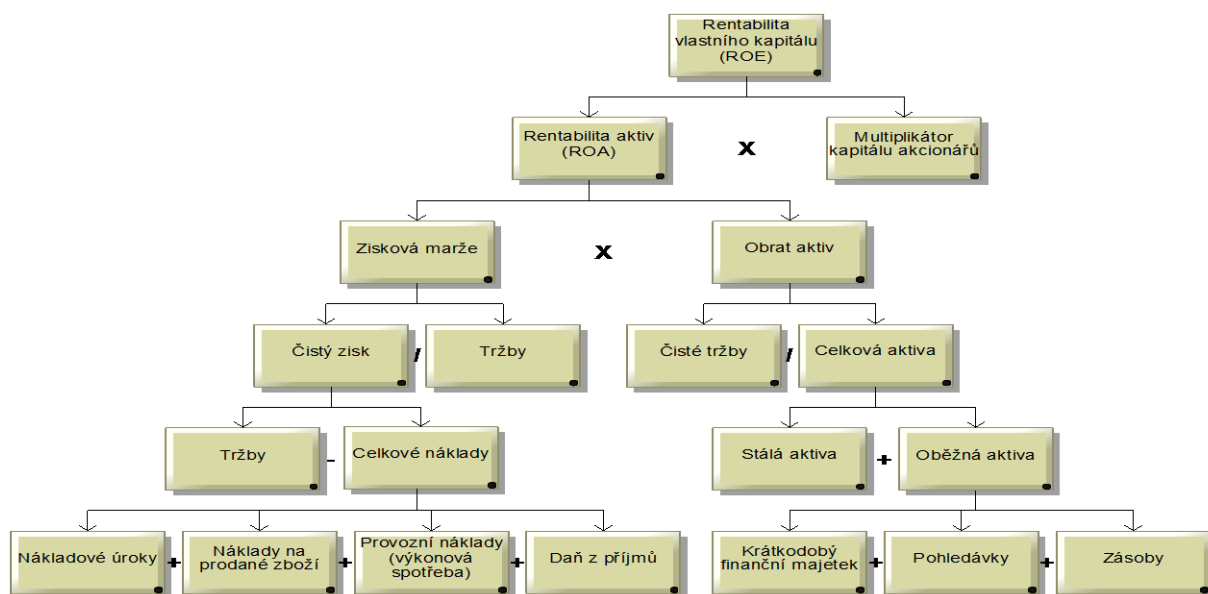 Rentabilita
vlastního kapitálu
(ROE)
Rentabilita aktiv
(ROA)
x
Multiplikátor
kapitálu akcionářů
Zisková marže
x
Obrat aktiv
Čistý zisk
/
Tržby
Čisté tržby
/
Celková aktiva
Tržby
-
Celkové náklady
Stálá aktiva
+
Oběžná aktiva
Nákladové úroky
+
Náklady na
prodané zboží
+
Provozní náklady
(výkonová
spotřeba)
+
Daň z příjmů
Krátkodobý
finanční majetek
+
Pohledávky
+
Zásoby